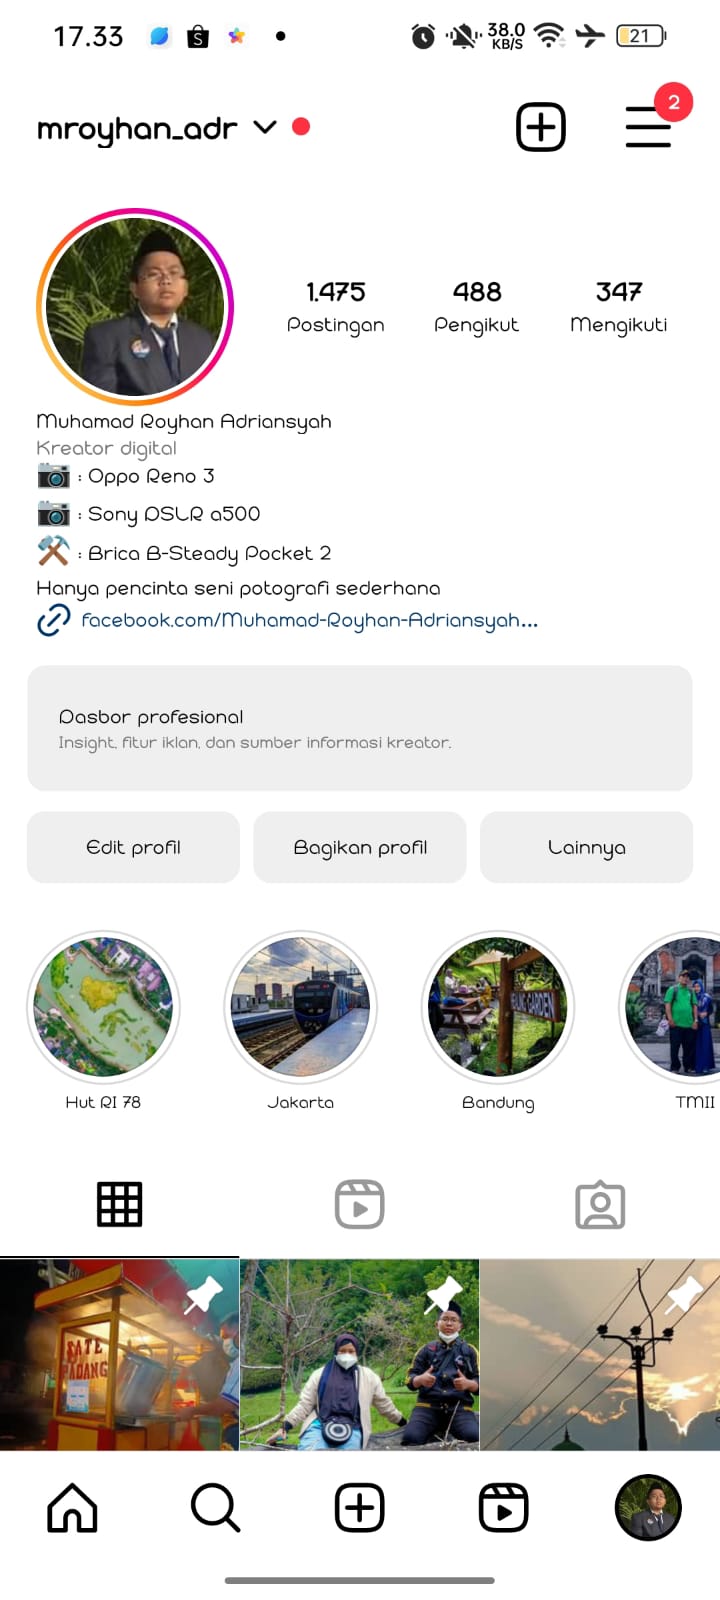 17.33
38.0
KB/S
21
mroyhan_adr
2
1.475
Postingan
488
Pengikut
347
Mengikuti
Muhamad Royhan Adriansyah
Kreator digital
: Oppo Reno 3
: Sony DSLR a500
: Brica B-Steady Pocket 2
Hanya pencinta seni potografi sederhana
facebook.com/Muhamad-Royhan-Adriansyah...
Dasbor profesional
Insight, fitur iklan, dan sumber informasi kreator.
Edit profil
Bagikan profil
Lainnya
GARDEN
Hut RI 78
Jakarta
Bandung
TMII
SATE
PADANG